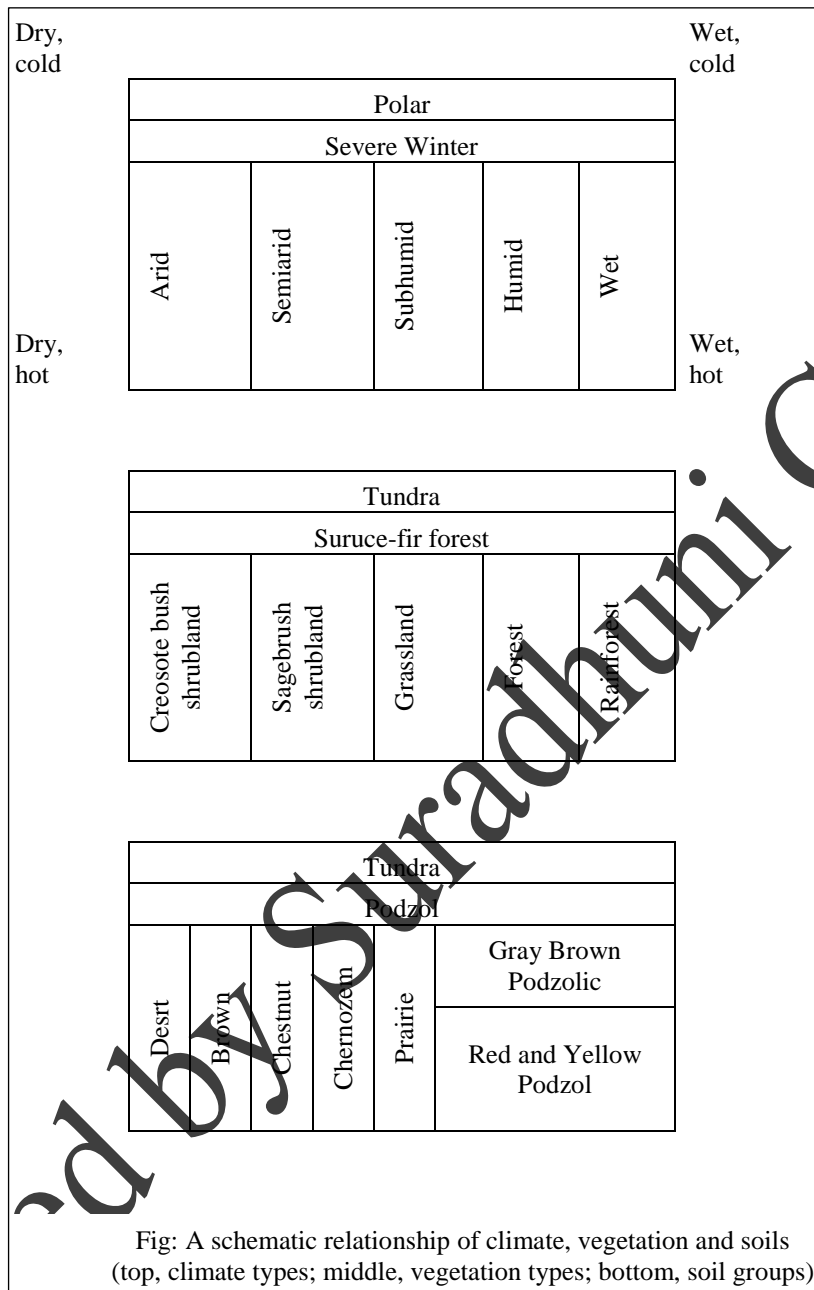 Dry,
cold
Wet,
cold
Polar
Severe Winter
Arid
Semiarid
Subhumid
Humid
Wet
Dry,
hot
Wet,
hot
Tundra
Suruce-fir forest
Creosote bush
shrubland
Sagebrush
shrubland
Grassland
Forest
Rainforest
Tundra
Podzol
Desrt
Brown
Chestnut
Chernozem
Prairie
Gray Brown
Podzolic
Red and Yellow
Podzol
by Suradhuni
Fig: A schematic relationship of climate, vegetation and soils
(top, climate types; middle, vegetation types; bottom, soil groups)